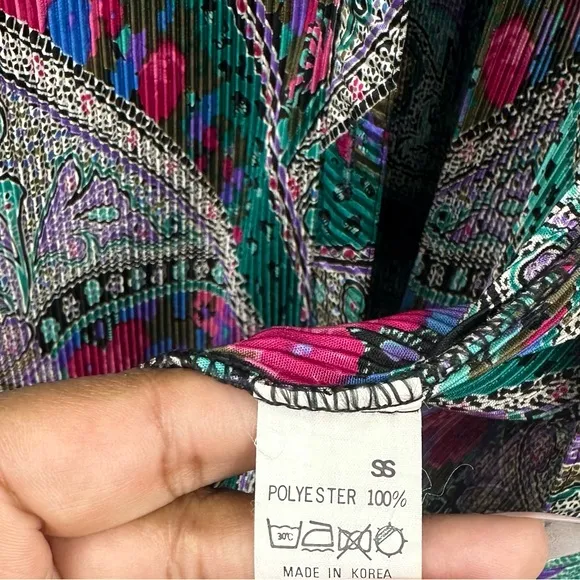 SS
POLYESTER 100%
30°C
MADE IN KOREA